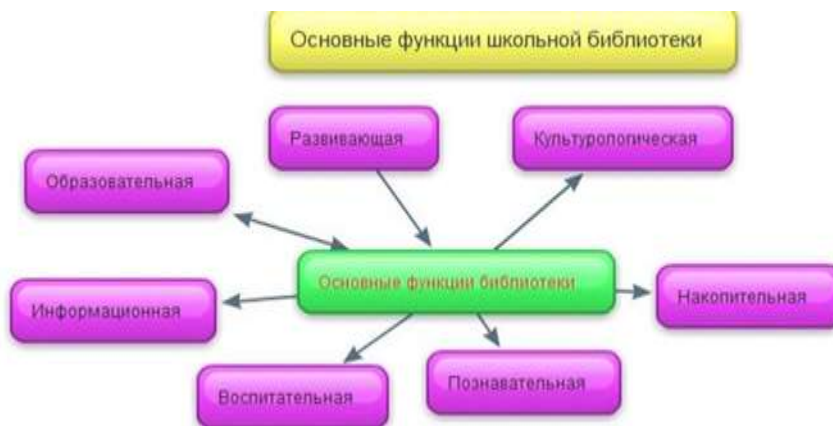 Основные функции школьной библиотеки
Развивающая
Культурологическая
Образовательная
Основные функции библиотеки
Информационная
Накопительная
Воспитательная
Познавательная